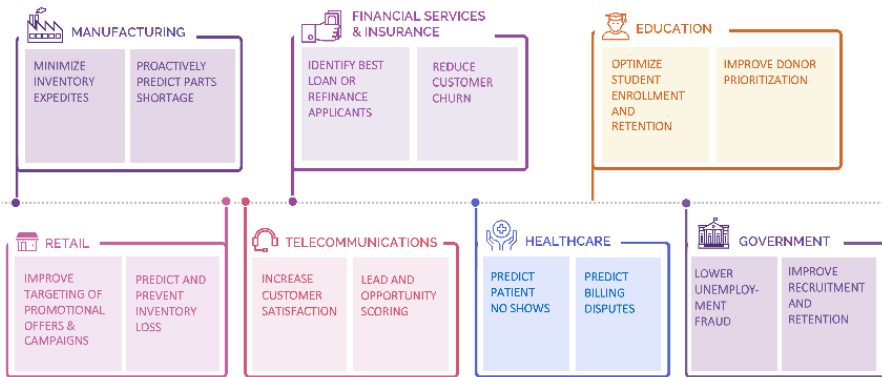 MANUFACTURING
MINIMIZE
INVENTORY
EXPEDITES
PROACTIVELY
PREDICT PARTS
SHORTAGE
FINANCIAL SERVICES
& INSURANCE
IDENTIFY BEST
LOAN OR
REFINANCE
APPLICANTS
REDUCE
CUSTOMER
CHURN
EDUCATION
OPTIMIZE
STUDENT
ENROLLMENT
AND
RETENTION
IMPROVE DONOR
PRIORITIZATION
RETAIL
IMPROVE
TARGETING OF
PROMOTIONAL
OFFERS &
CAMPAIGNS
PREDICT AND
PREVENT
INVENTORY
LOSS
TELECOMMUNICATIONS
INCREASE
CUSTOMER
SATISFACTION
LEAD AND
OPPORTUNITY
SCORING
HEALTHCARE
PREDICT
PATIENT
NO SHOWS
PREDICT
BILLING
DISPUTES
GOVERNMENT
LOWER
UNEMPLOY-
MENT
FRAUD
IMPROVE
RECRUITMENT
AND
RETENTION